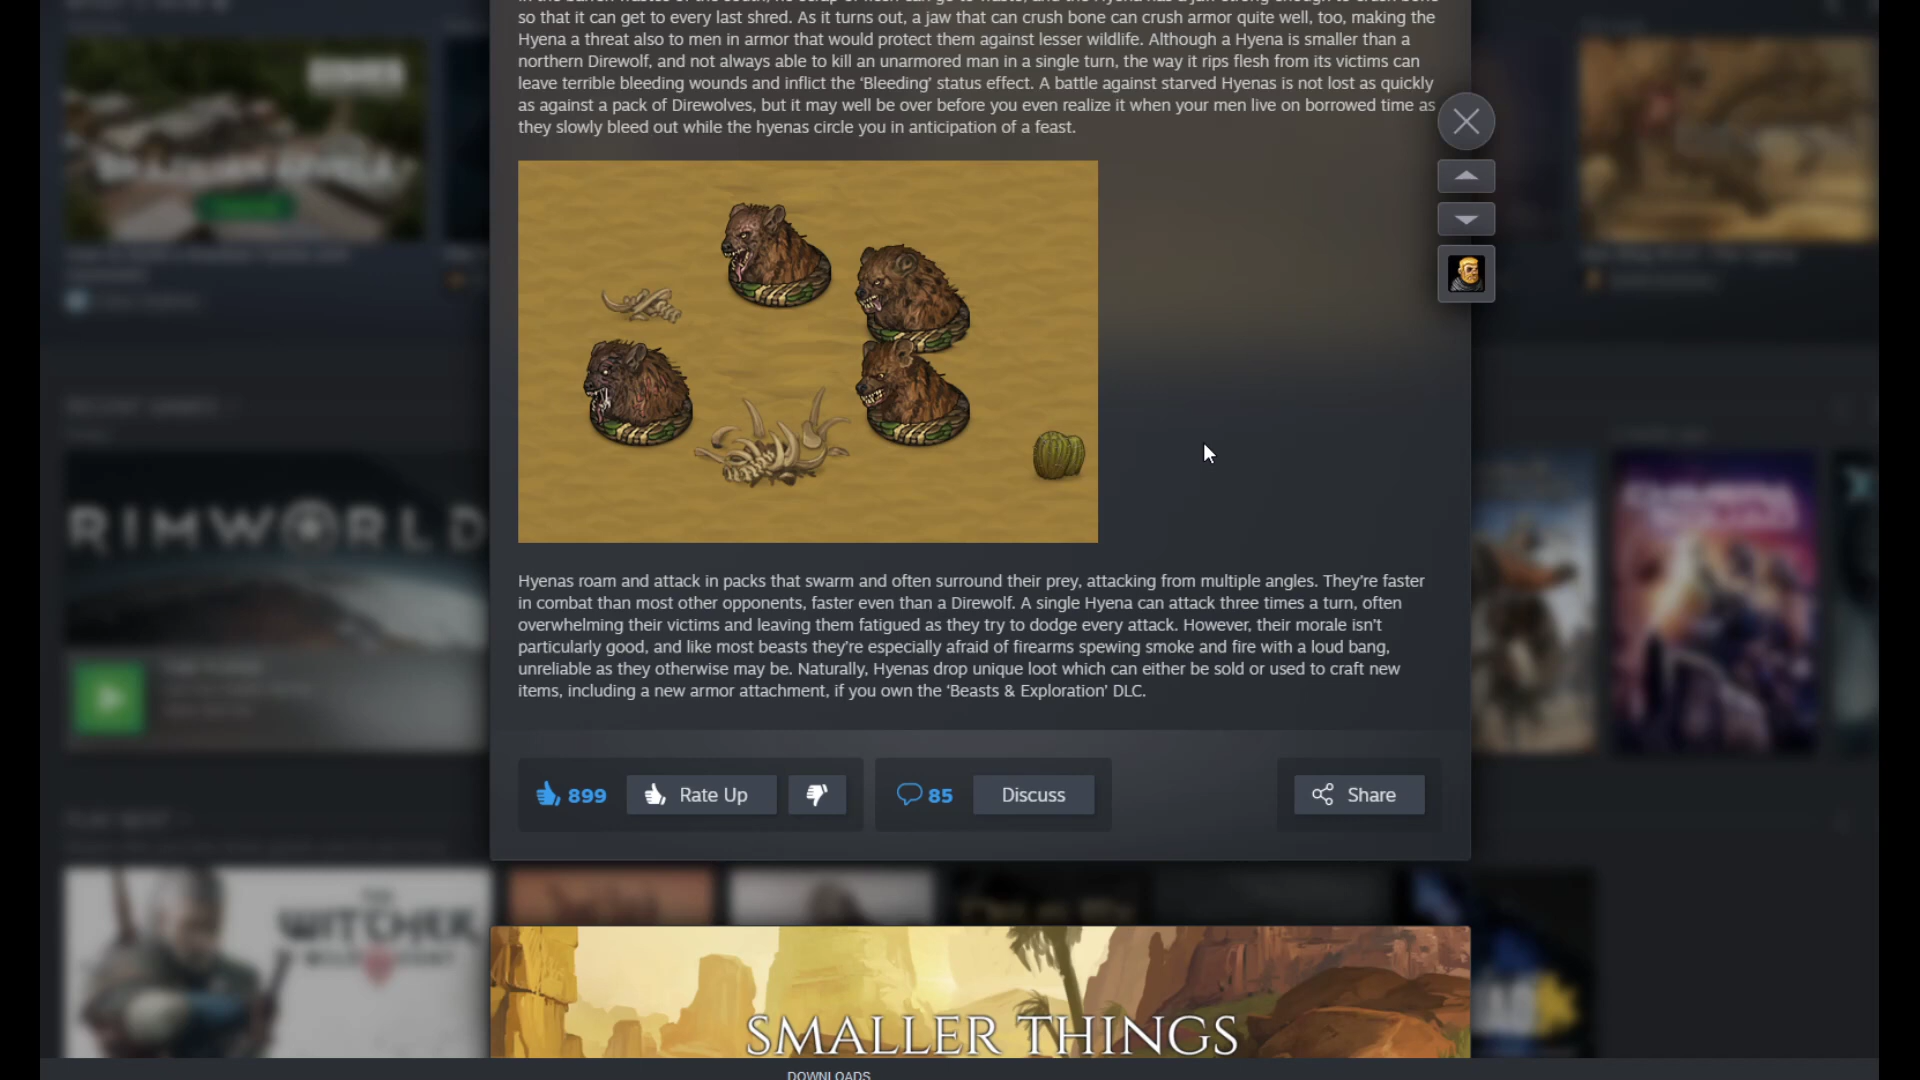 so that it can get to every last shred. As it turns out, a jaw that can crush bone can crush armor quite well, too, making the
Hyena a threat also to men in armor that would protect them against lesser wildlife. Although a Hyena is smaller than a
northern Direwolf, and not always able to kill an unarmored man in a single turn, the way it rips flesh from its victims can
leave terrible bleeding wounds and inflict the ‘Bleeding’ status effect. A battle against starved Hyenas is not lost as quickly
as against a pack of Direwolves, but it may well be over before you even realize it when your men live on borrowed time as
they slowly bleed out while the hyenas circle you in anticipation of a feast.
RIMWORLD
Hyenas roam and attack in packs that swarm and often surround their prey, attacking from multiple angles. They’re faster
in combat than most other opponents, faster even than a Direwolf. A single Hyena can attack three times a turn, often
overwhelming their victims and leaving them fatigued as they try to dodge every attack. However, their morale isn’t
particularly good, and like most beasts they’re especially afraid of firearms spewing smoke and fire with a loud bang,
unreliable as they otherwise may be. Naturally, Hyenas drop unique loot which can either be sold or used to craft new
items, including a new armor attachment, if you own the ‘Beasts & Exploration’ DLC.
899 Rate Up 85 Discuss Share
THE
WITCHER
SMALLER THINGS
DOWNLOADS